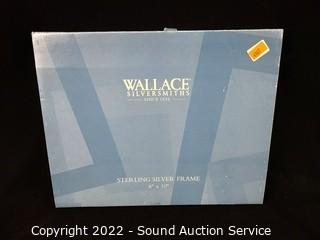 WALLACE
SILVERSMITHS
SINCE 1835
STERLING SILVER FRAME
8" x 10"
Copyright 2022 - Sound Auction Service